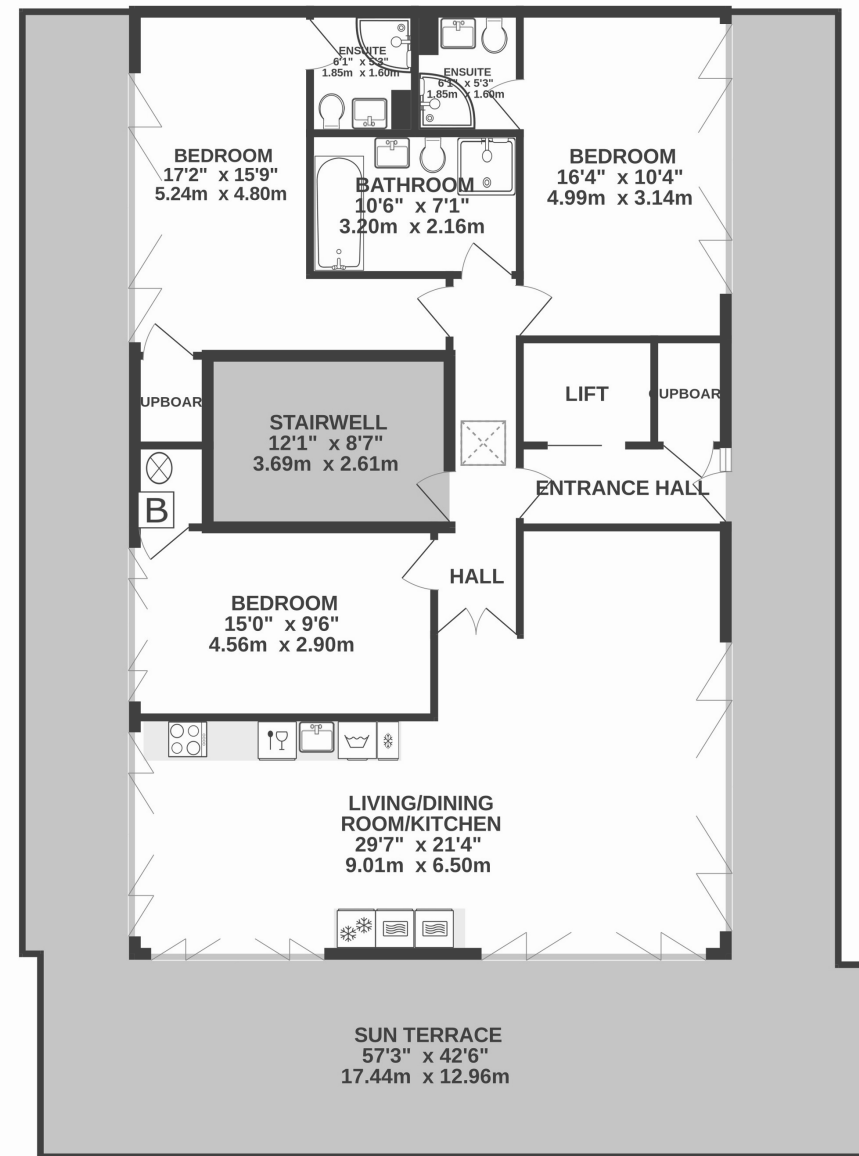 ENSUITE
6'1" x 5'3"
1.85m x 1.60m
ENSUITE
6'1" x 5'3"
1.85m x 1.60m
BEDROOM
17'2" x 15'9"
5.24m x 4.80m
BATHROOM
10'6" x 7'1"
3.20m x 2.16m
BEDROOM
16'4" x 10'4"
4.99m x 3.14m
UPBOAR
STAIRWELL
12'1" x 8'7"
3.69m x 2.61m
LIFT
CUPBOAR
B
ENTRANCE HALL
HALL
BEDROOM
15'0" x 9'6"
4.56m x 2.90m
LIVING/DINING
ROOM/KITCHEN
29'7" x 21'4"
9.01m x 6.50m
SUN TERRACE
57'3" x 42'6"
17.44m x 12.96m